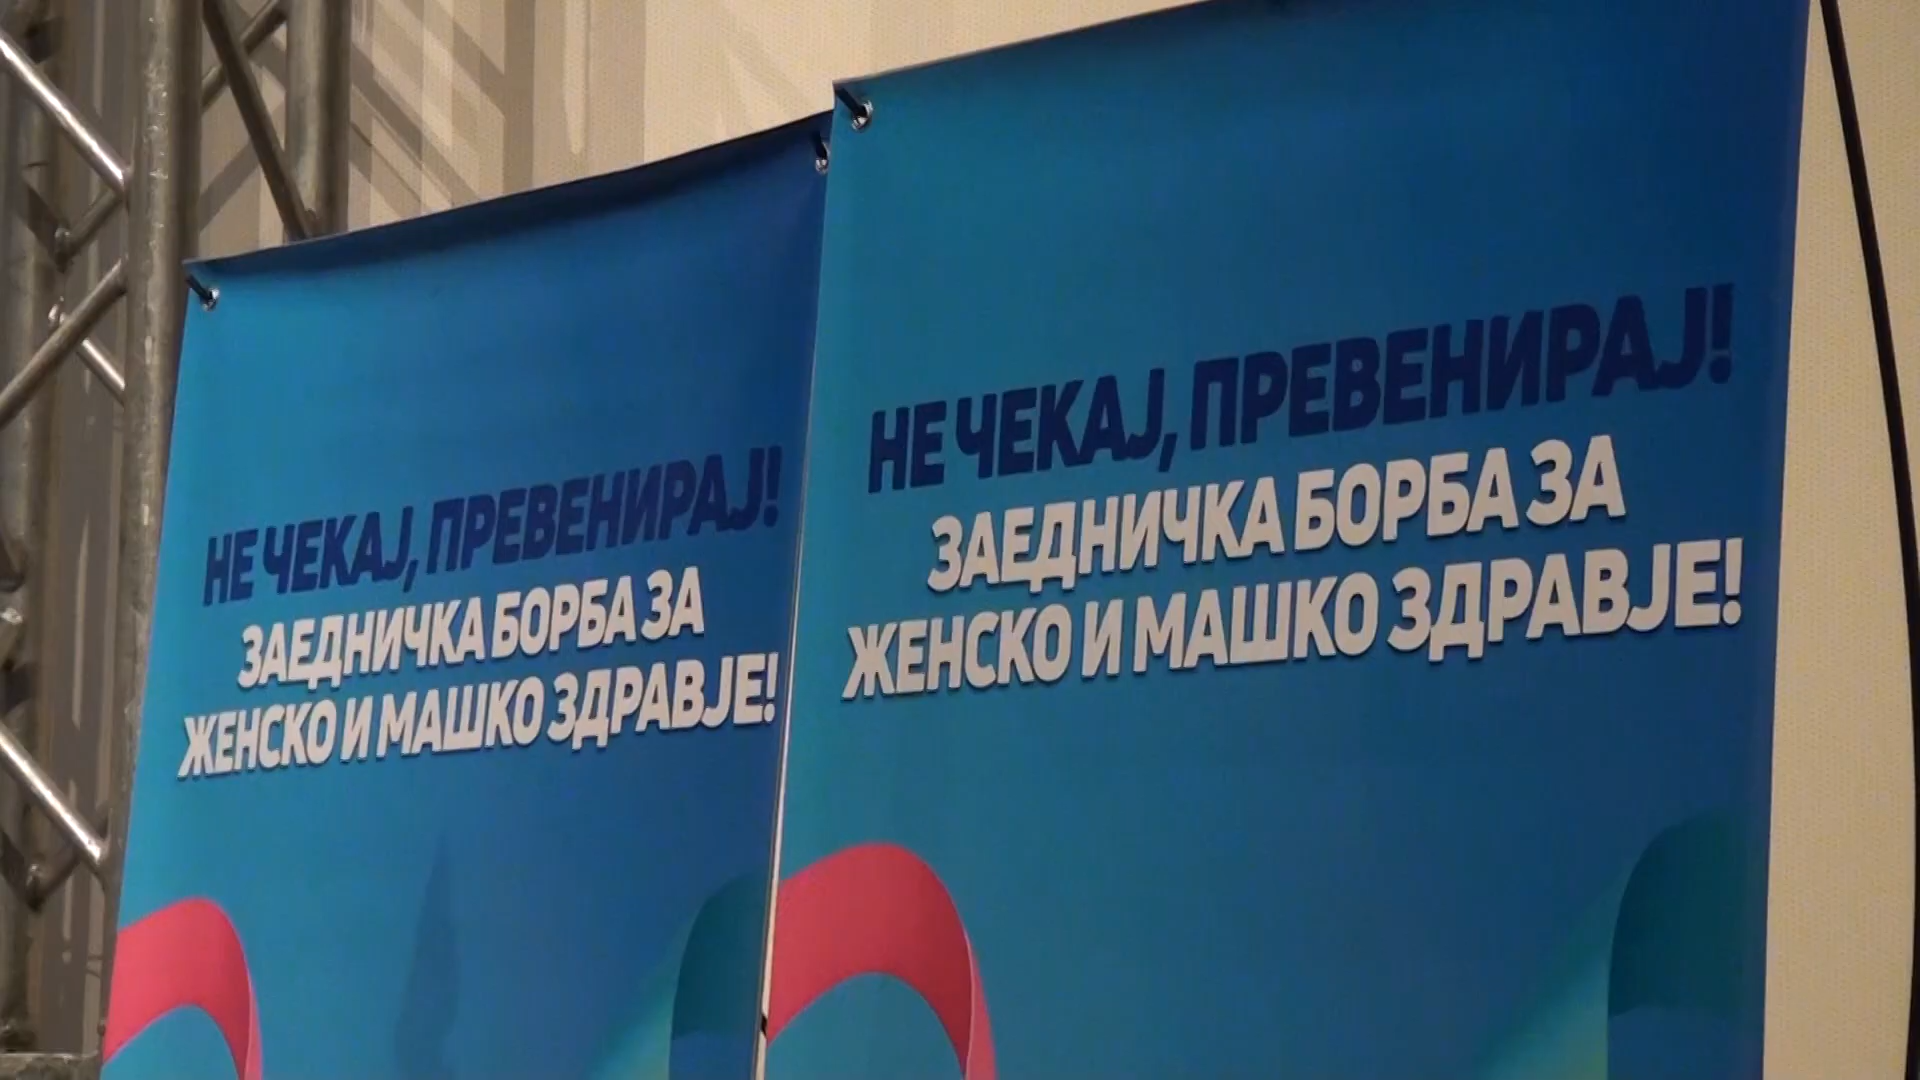 НЕ ЧЕКАЈ, ПРЕВЕНИРАЈ!
ЗАЕДНИЧКА БОРБА ЗА
ЖЕНСКО И МАШКО ЗДРАВЈЕ!
НЕ ЧЕКАЈ, ПРЕВЕНИРАЈ!
ЗАЕДНИЧКА БОРБА ЗА
ЖЕНСКО И МАШКО ЗДРАВЈЕ!